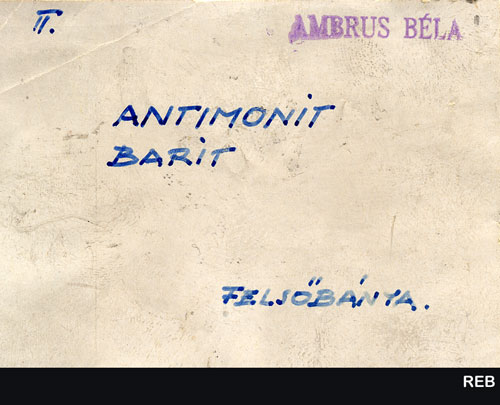 II.
AMBRUS BÉLA
ANTIMONIT
BARIT
FELSŐBÁNYA.
REB